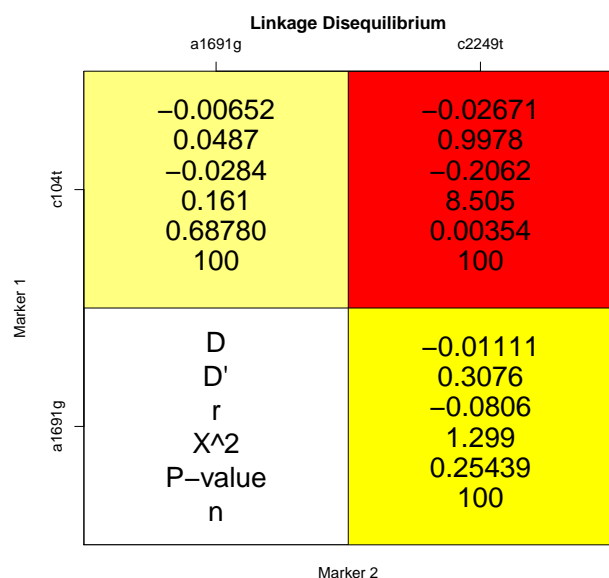 Linkage Disequilibrium
a1691g c2249t
Marker 1
c104t
−0.00652
0.0487
−0.0284
0.161
0.68780
100
−0.02671
0.9978
−0.2062
8.505
0.00354
100
a1691g
D
D'
r
X^2
P−value
n
−0.01111
0.3076
−0.0806
1.299
0.25439
100
Marker 2